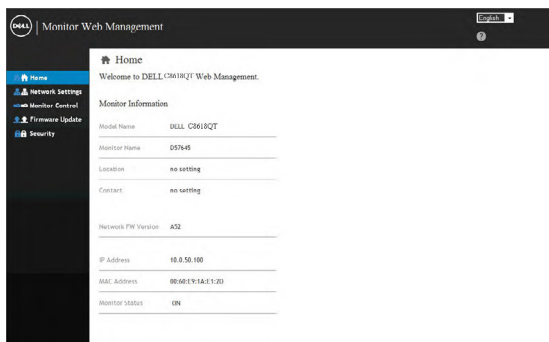 DELL
Monitor Web Management
English
?
Home
Welcome to DELL C8618QT Web Management.
Home
Network Settings
Monitor Control
Firmware Update
Security
Monitor Information
Model Name DELL C8618QT
Monitor Name D57645
Location no setting
Contact no setting
Network FW Version A52
IP Address 10.0.50.100
MAC Address
Monitor Status ON